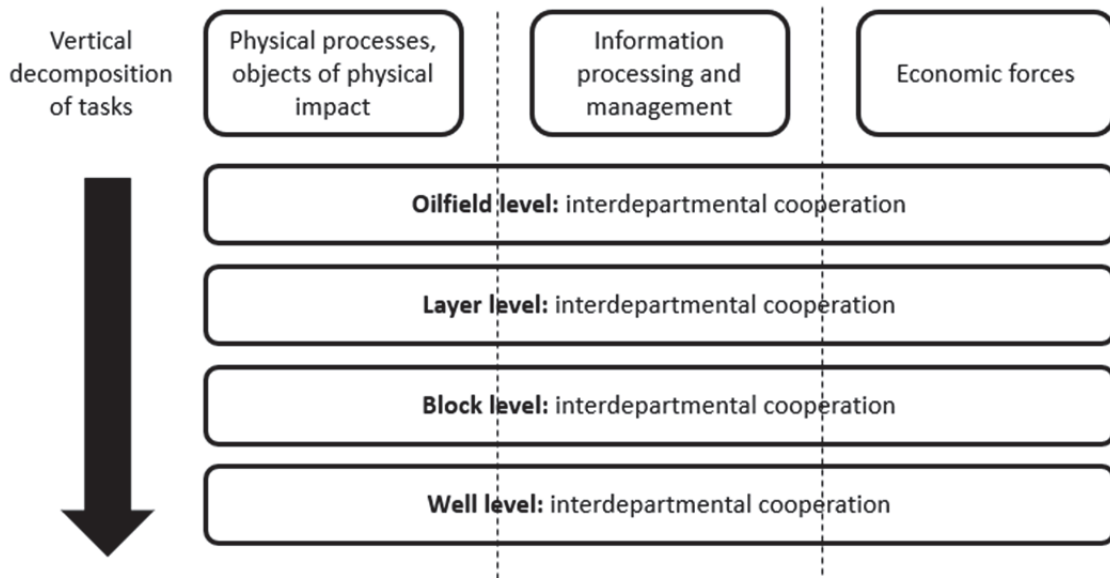 Vertical
decomposition
of tasks
Physical processes,
objects of physical
impact
Information
processing and
management
Economic forces
Oilfield level: interdepartmental cooperation
Layer level: interdepartmental cooperation
Block level: interdepartmental cooperation
Well level: interdepartmental cooperation